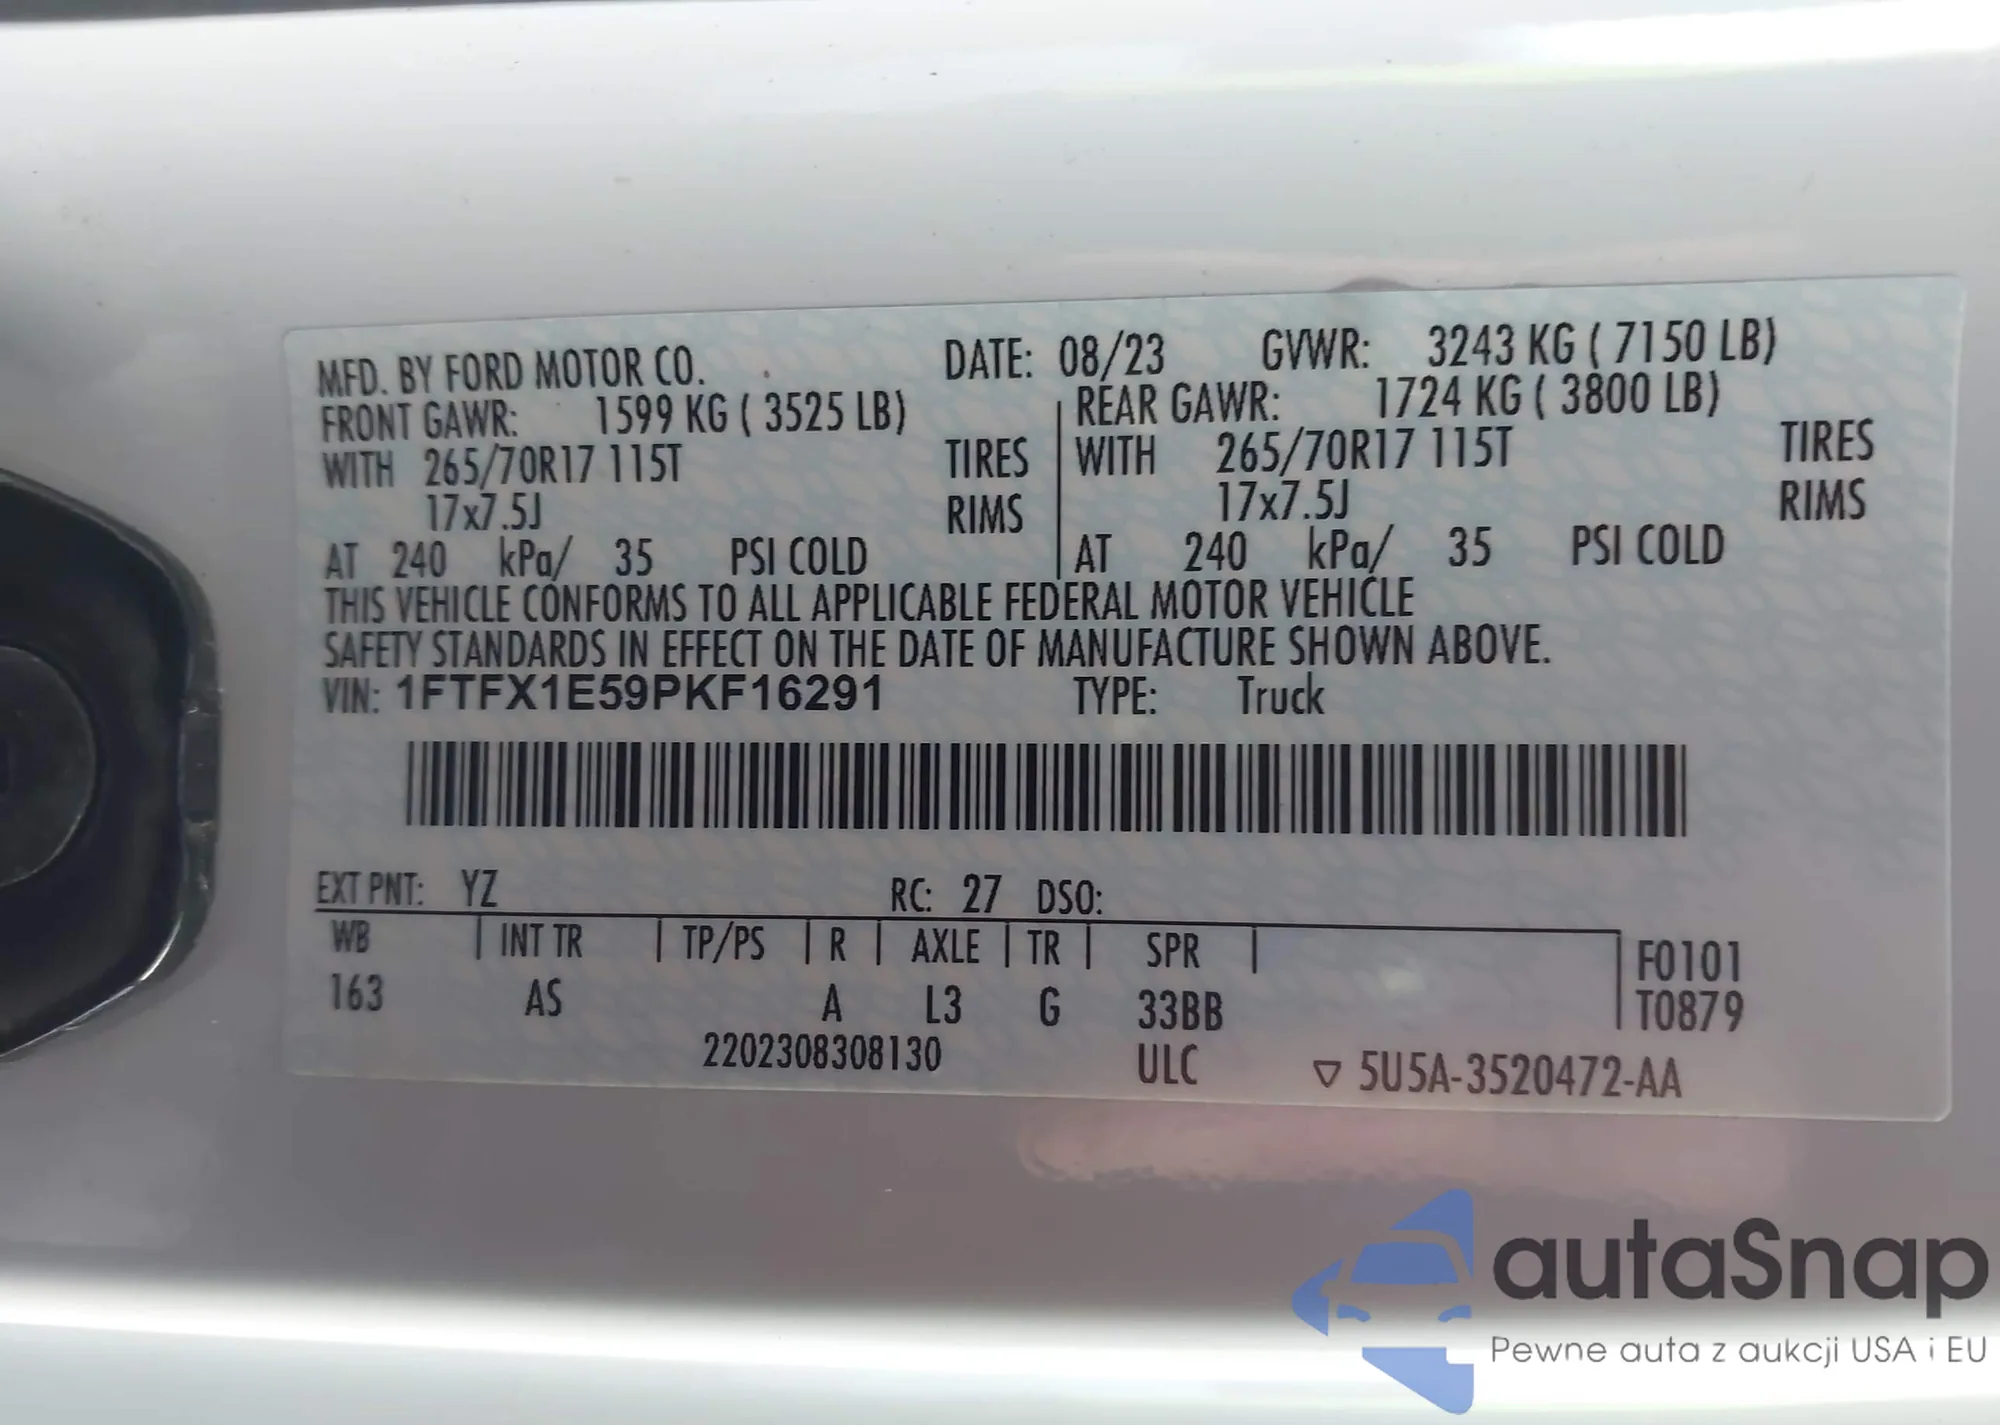 MFD. BY FORD MOTOR CO. DATE: 08/23 GVWR: 3243 KG ( 7150 LB)
FRONT GAWR: 1599 KG ( 3525 LB) REAR GAWR: 1724 KG ( 3800 LB)
WITH 265/70R17 115T TIRES WITH 265/70R17 115T TIRES
17x7.5J RIMS 17x7.5J RIMS
AT 240 kPa/ 35 PSI COLD AT 240 kPa/ 35 PSI COLD
THIS VEHICLE CONFORMS TO ALL APPLICABLE FEDERAL MOTOR VEHICLE
SAFETY STANDARDS IN EFFECT ON THE DATE OF MANUFACTURE SHOWN ABOVE.
VIN: 1FTFX1E59PKF16291 TYPE: Truck
EXT PNT: YZ RC: 27 DSO:
WB INT TR TP/PS R AXLE TR SPR F0101
163 AS A L3 G 33BB T0879
2202308308130 ULC ▽ 5U5A-3520472-AA
autaSnap
Pewne auta z aukcji USA i EU